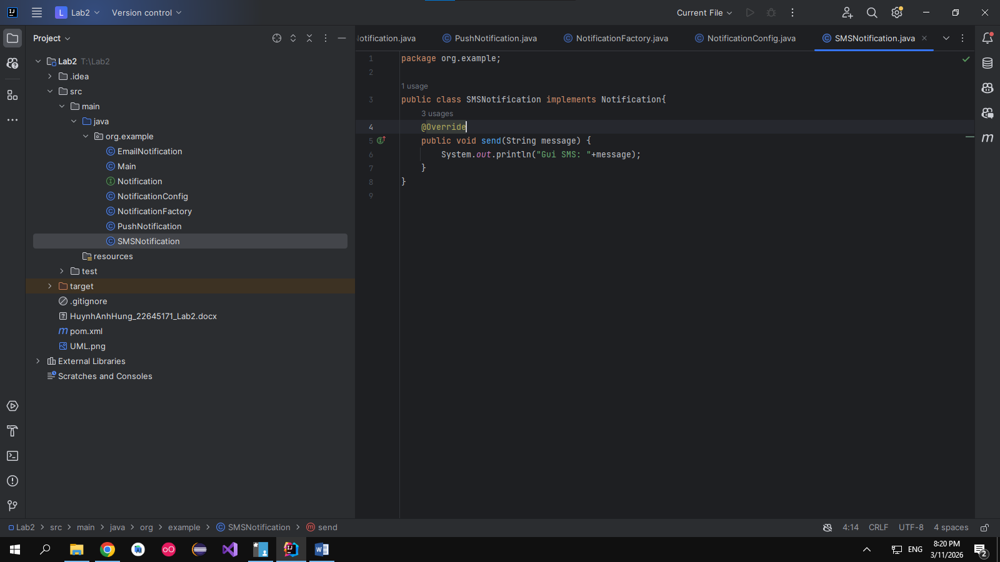 L Lab2 Version control Current File
Project
Lab2 T:\Lab2
.idea
src
main
java
org.example
EmailNotification
Main
Notification
NotificationConfig
NotificationFactory
PushNotification
SMSNotification
resources
test
target
.gitignore
HuynhAnhHung_22645171_Lab2.docx
pom.xml
UML.png
External Libraries
Scratches and Consoles
Notification.java PushNotification.java NotificationFactory.java NotificationConfig.java SMSNotification.java
1 package org.example;
2
1 usage
3 public class SMSNotification implements Notification{
3 usages
4 @Override
5 public void send(String message) {
6 System.out.println("Gui SMS: "+message);
7 }
8 }
9
Lab2 > src > main > java > org > example > SMSNotification > send 4:14 CRLF UTF-8 4 spaces
ENG 8:20 PM
3/11/2026 2